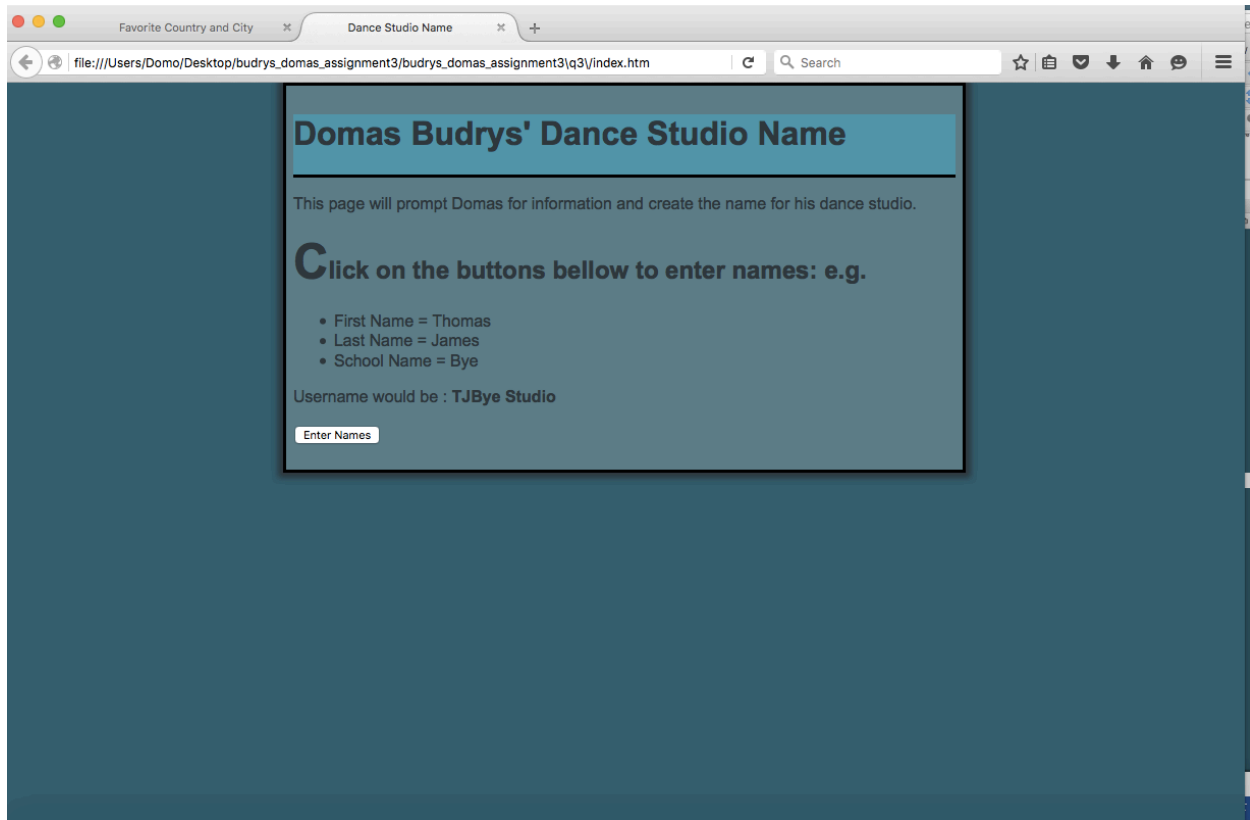 Favorite Country and City
Dance Studio Name
file:///Users/Domo/Desktop/budrys_domas_assignment3/budrys_domas_assignment3\q3\/index.htm
Search
Domas Budrys' Dance Studio Name
This page will prompt Domas for information and create the name for his dance studio.
Click on the buttons bellow to enter names: e.g.
• First Name = Thomas
• Last Name = James
• School Name = Bye
Username would be : TJBye Studio
Enter Names